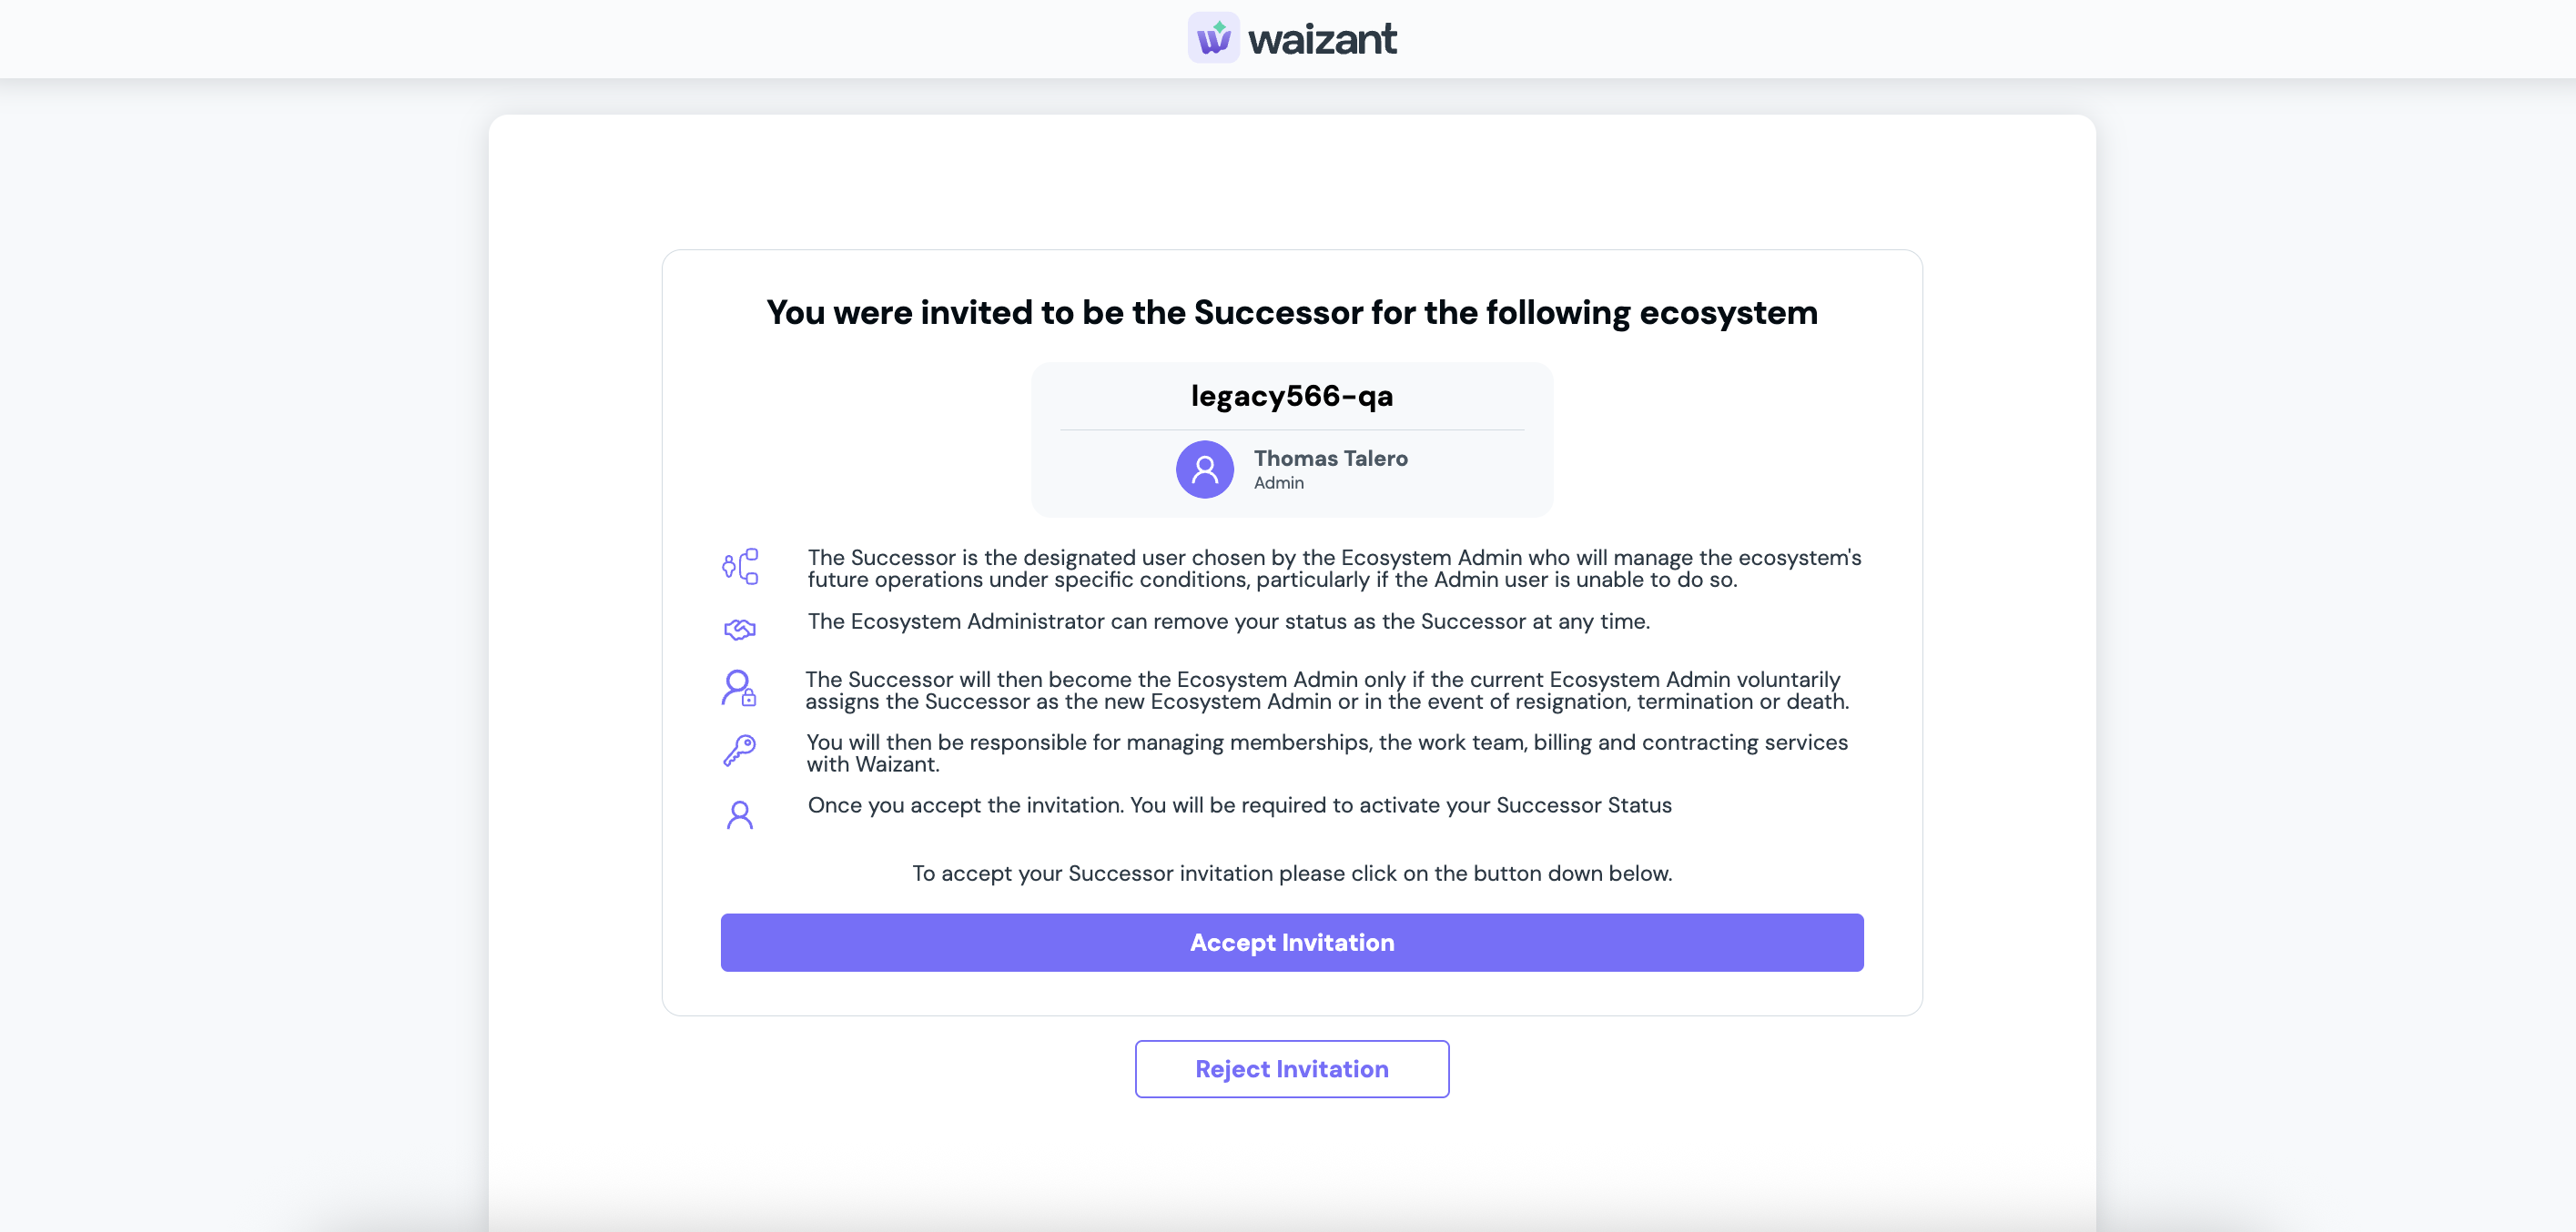 waizant
You were invited to be the Successor for the following ecosystem
legacy566-qa
Thomas Talero
Admin
The Successor is the designated user chosen by the Ecosystem Admin who will manage the ecosystem's
future operations under specific conditions, particularly if the Admin user is unable to do so.
The Ecosystem Administrator can remove your status as the Successor at any time.
The Successor will then become the Ecosystem Admin only if the current Ecosystem Admin voluntarily
assigns the Successor as the new Ecosystem Admin or in the event of resignation, termination or death.
You will then be responsible for managing memberships, the work team, billing and contracting services
with Waizant.
Once you accept the invitation. You will be required to activate your Successor Status
To accept your Successor invitation please click on the button down below.
Accept Invitation
Reject Invitation